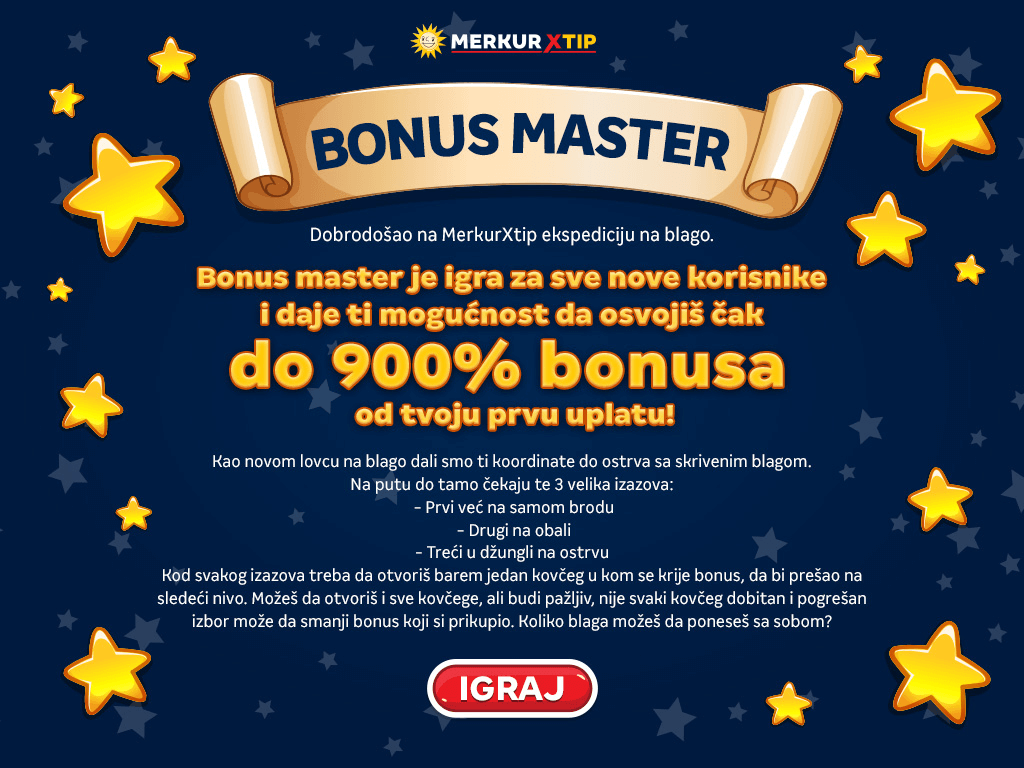 MERKUR XTIP
BONUS MASTER
Dobrodošao na MerkurXtip ekspediciju na blago.
Bonus master je igra za sve nove korisnike
i daje ti mogućnost da osvojiš čak
do 900% bonusa
od tvoju prvu uplatu!
Kao novom lovcu na blago dali smo ti koordinate do ostrva sa skrivenim blagom.
Na putu do tamo čekaju te 3 velika izazova:
- Prvi već na samom brodu
- Drugi na obali
- Treći u džungli na ostrvu
Kod svakog izazova treba da otvoriš barem jedan kovčeg u kom se krije bonus, da bi prešao na
sledeći nivo. Možeš da otvoriš i sve kovčege, ali budi pažljiv, nije svaki kovčeg dobitan i pogrešan
izbor može da smanji bonus koji si prikupio. Koliko blaga možeš da poneseš sa sobom?
IGRAJ